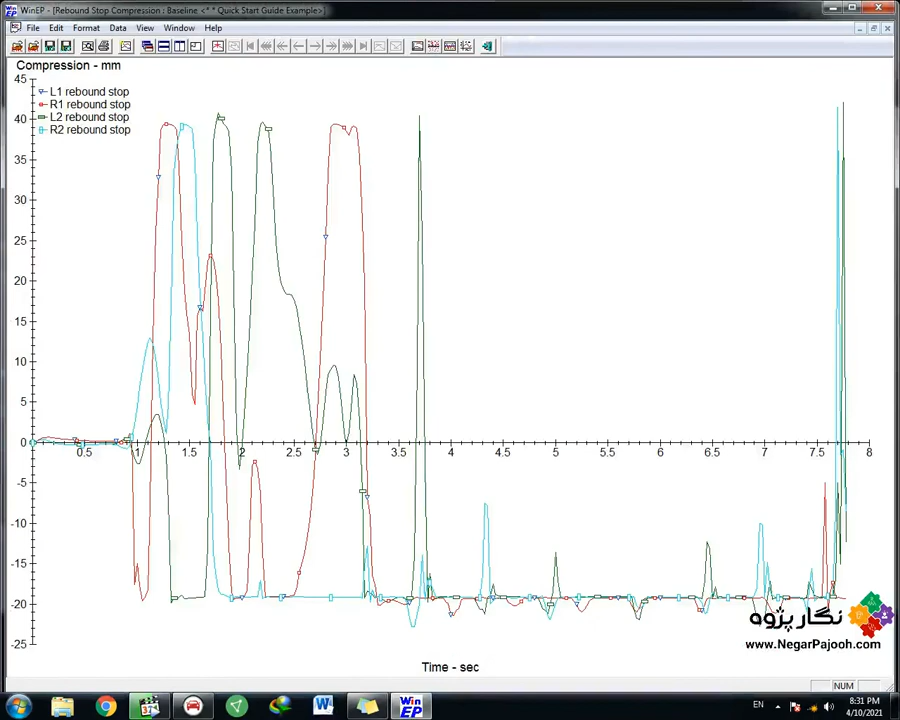 WinEP - [Rebound Stop Compression : Baseline <* * Quick Start Guide Example>]
File Edit Format Data View Window Help
Compression - mm
45
40
35
30
25
20
15
10
5
0
-5
-10
-15
-20
-25
L1 rebound stop
R1 rebound stop
L2 rebound stop
R2 rebound stop
0.5 1 1.5 2 2.5 3 3.5 4 4.5 5 5.5 6 6.5 7 7.5 8
Time - sec
نگار پژوه
www.NegarPajooh.com
NUM
EN
8:31 PM
4/10/2021